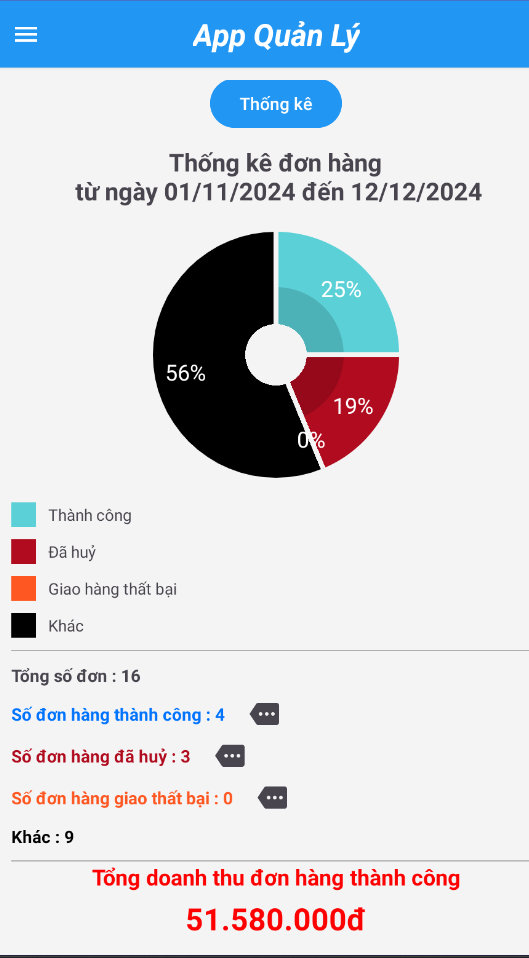 App Quản Lý
Thống kê
Thống kê đơn hàng
từ ngày 01/11/2024 đến 12/12/2024
25%
56%
19%
0%
Thành công
Đã huỷ
Giao hàng thất bại
Khác
Tổng số đơn : 16
Số đơn hàng thành công : 4
Số đơn hàng đã huỷ : 3
Số đơn hàng giao thất bại : 0
Khác : 9
Tổng doanh thu đơn hàng thành công
51.580.000đ